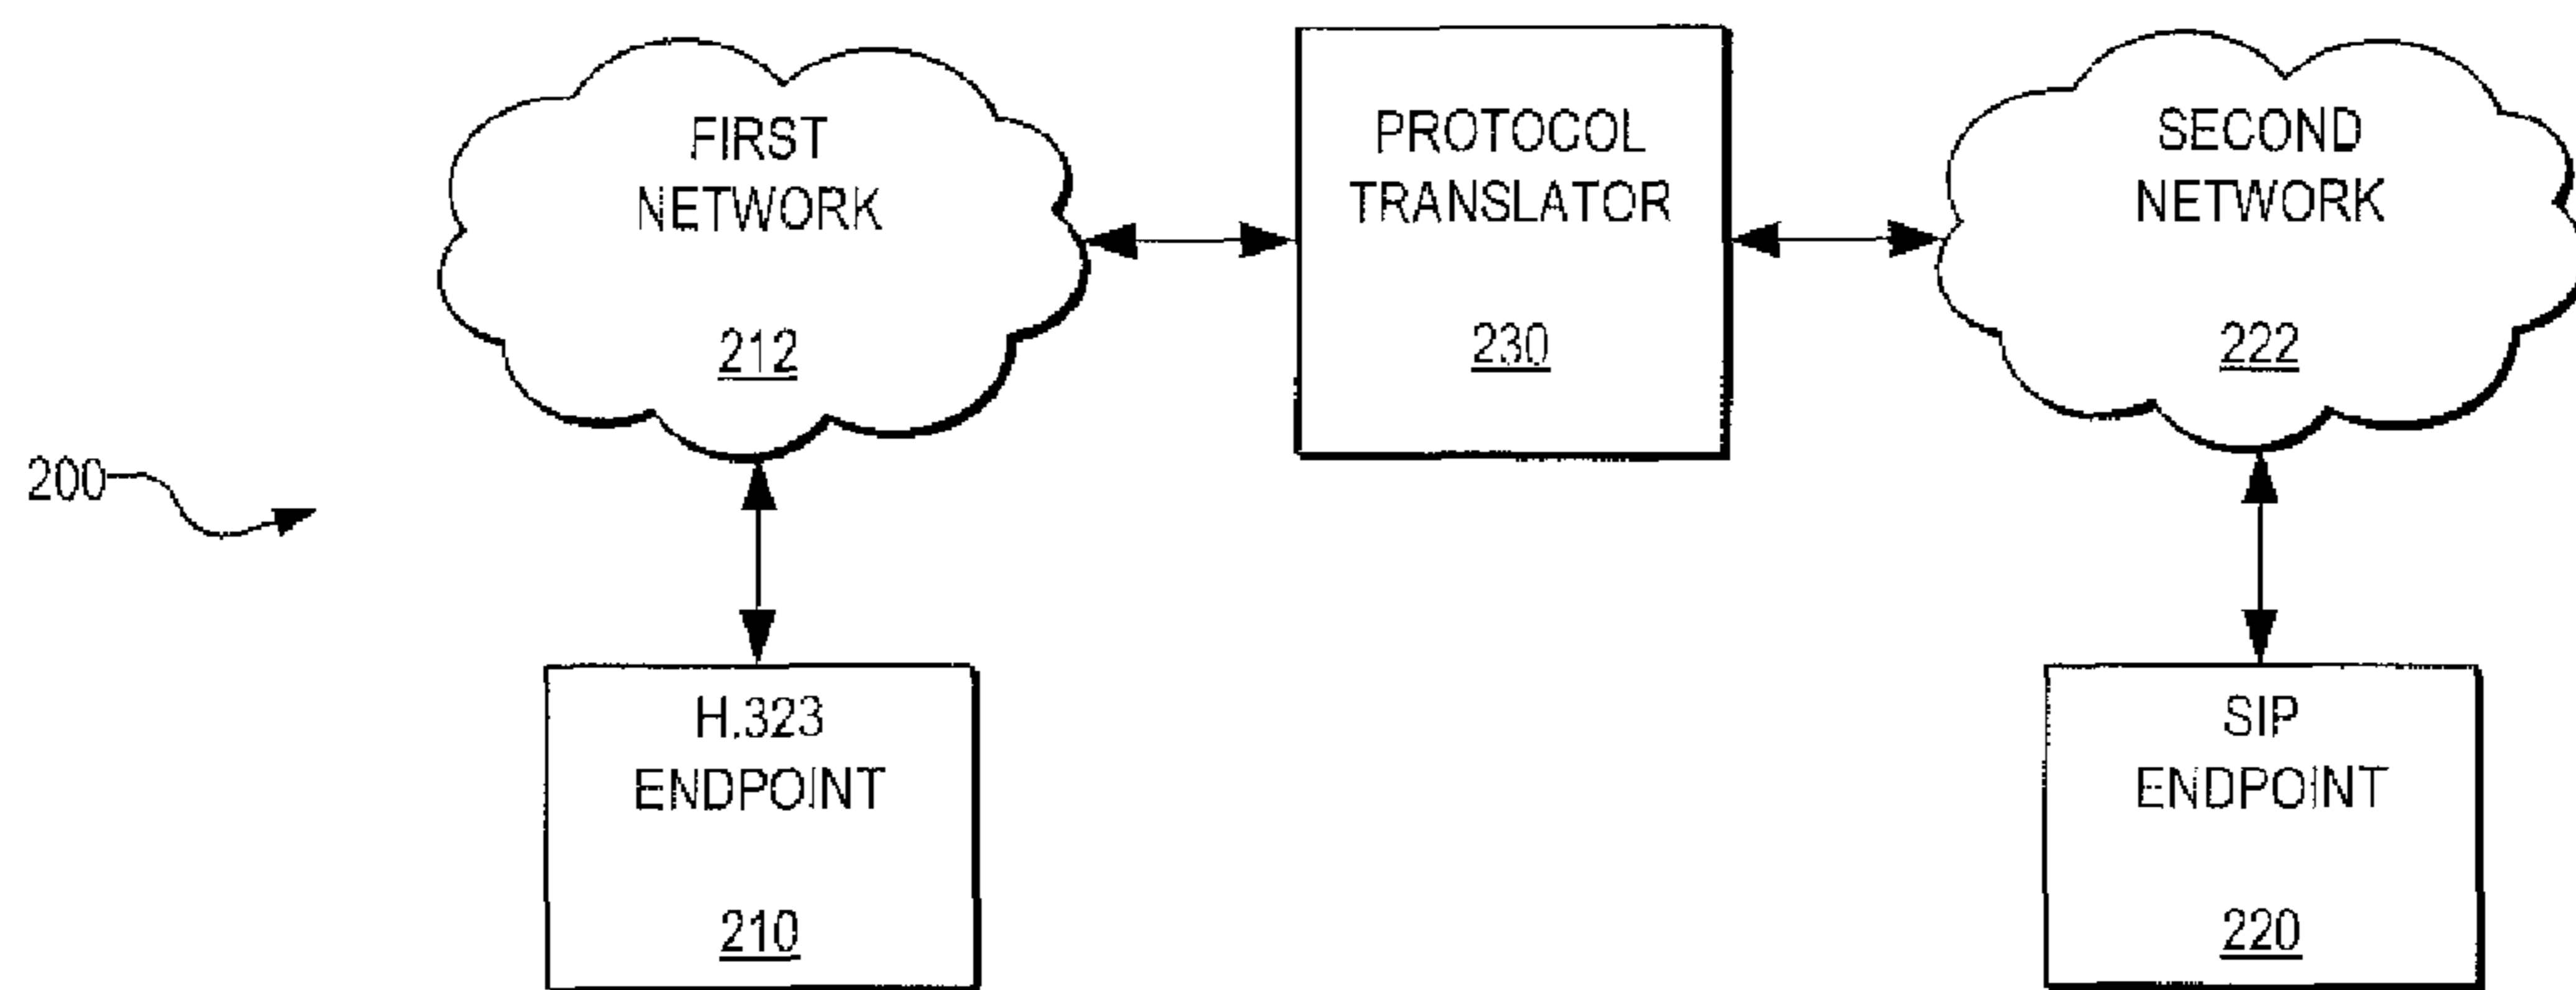 FIRST
NETWORK
212
PROTOCOL
TRANSLATOR
230
SECOND
NETWORK
222
200
H.323
ENDPOINT
210
SIP
ENDPOINT
220